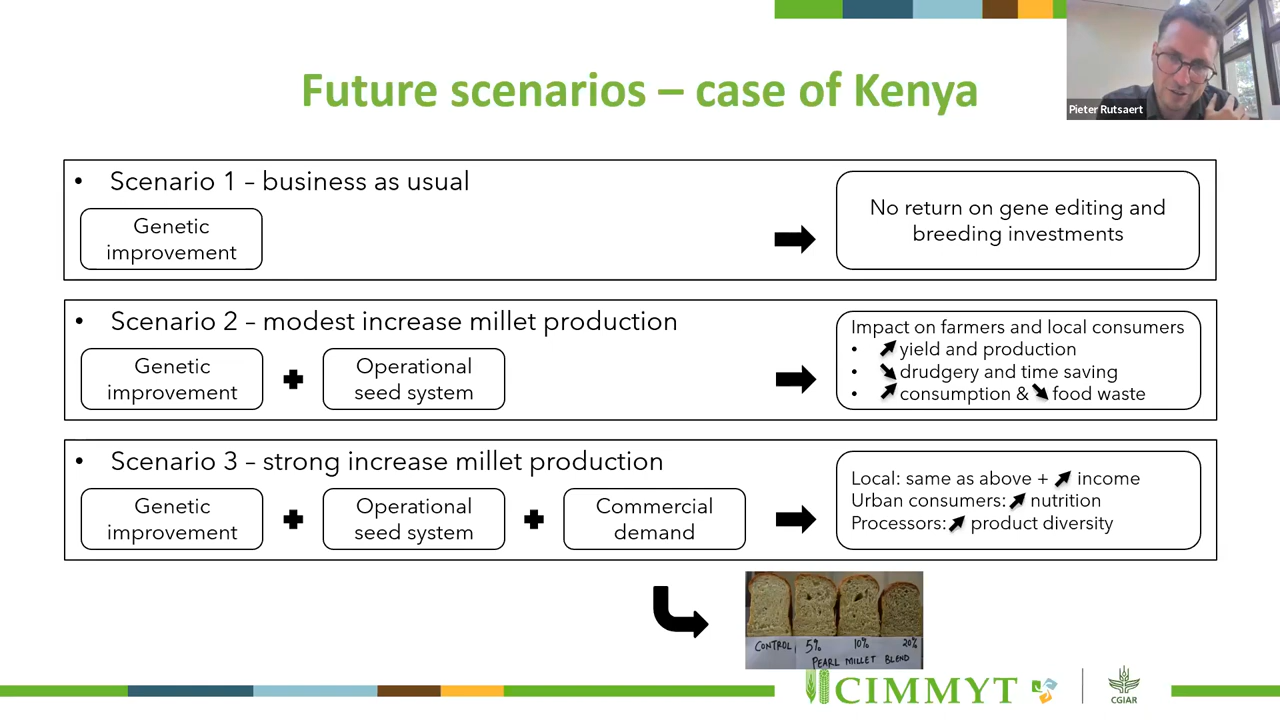 Pieter Rutsaert
Future scenarios – case of Kenya
• Scenario 1 – business as usual
Genetic
improvement
No return on gene editing and
breeding investments
• Scenario 2 – modest increase millet production
Genetic
improvement
Operational
seed system
Impact on farmers and local consumers
• yield and production
• drudgery and time saving
• consumption & food waste
• Scenario 3 – strong increase millet production
Genetic
improvement
Operational
seed system
Commercial
demand
Local: same as above + income
Urban consumers: nutrition
Processors: product diversity
CONTROL 5% 10% 20%
PEARL MILLET BLEND
CIMMYT
CGIAR